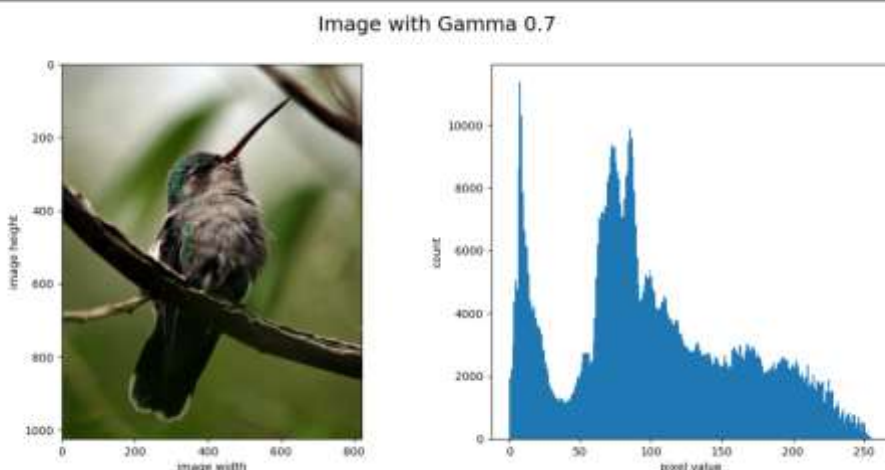 Image with Gamma 0.7
0
200
400
600
800
1000
image height
0 200 400 600 800
image width
10000
8000
6000
4000
2000
0
count
0 50 100 150 200 250
pixel value